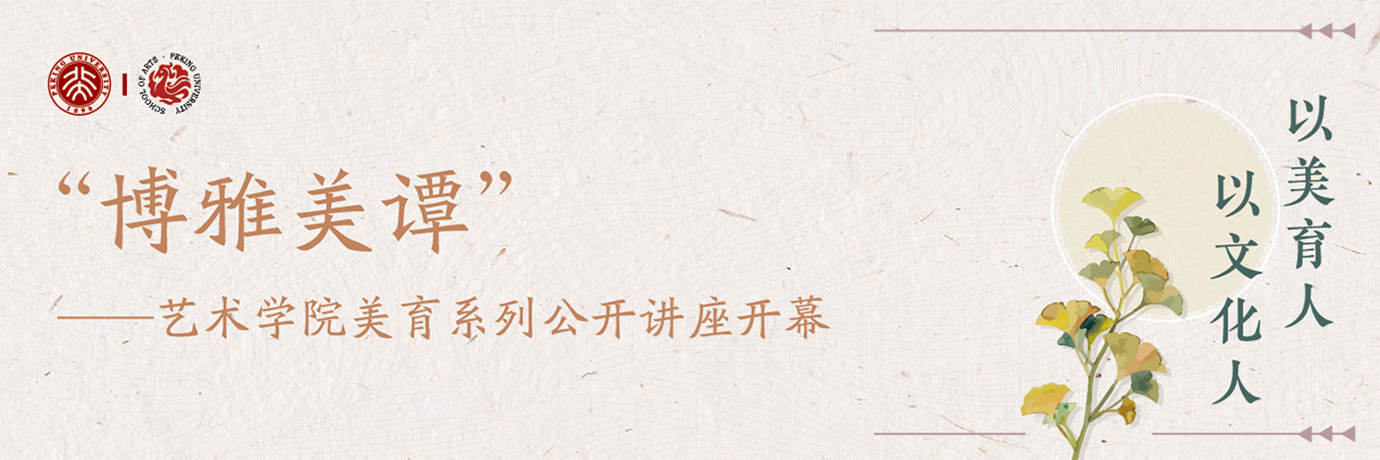 PEKING UNIVERSITY
1898
SCHOOL OF ARTS · PEKING UNIVERSITY
“博雅美谭”
——艺术学院美育系列公开讲座开幕
以美育人
以文化人